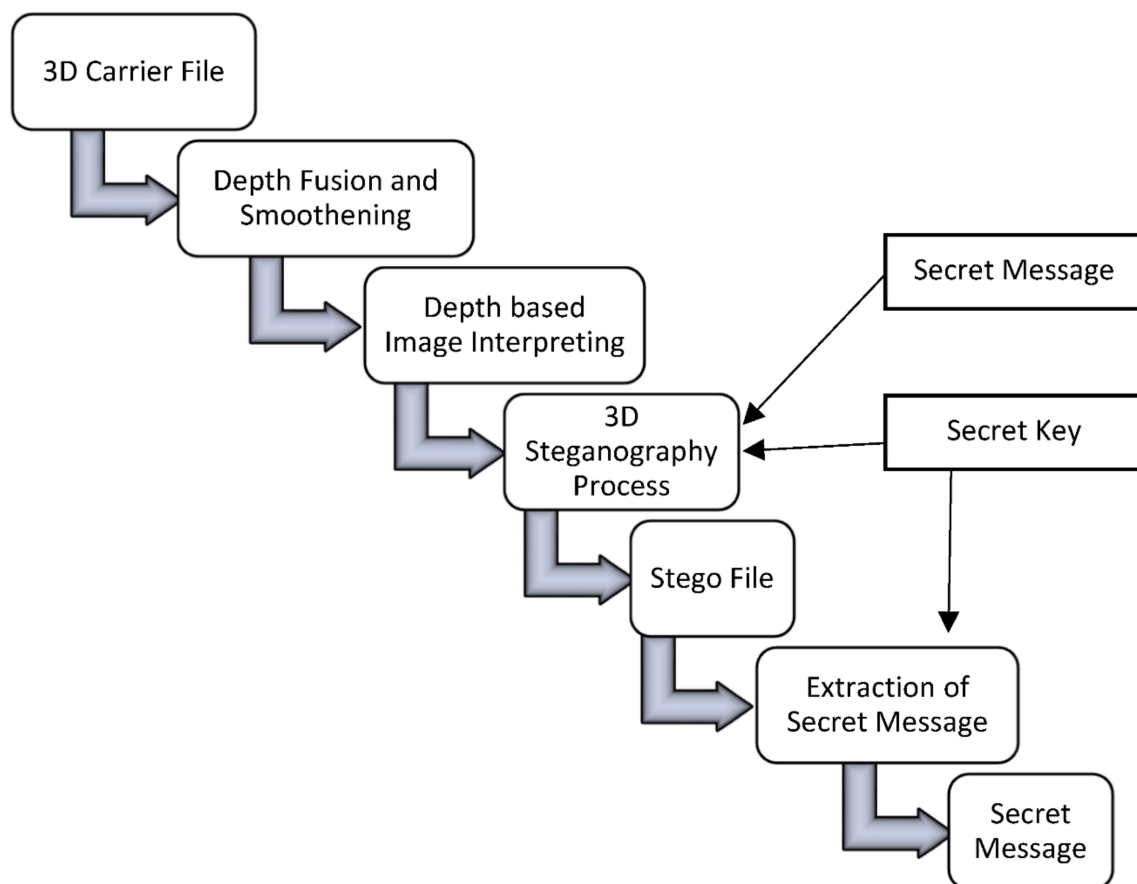 3D Carrier File
Depth Fusion and
Smoothening
Depth based
Image Interpreting
Secret Message
3D
Steganography
Process
Secret Key
Stego File
Extraction of
Secret Message
Secret
Message